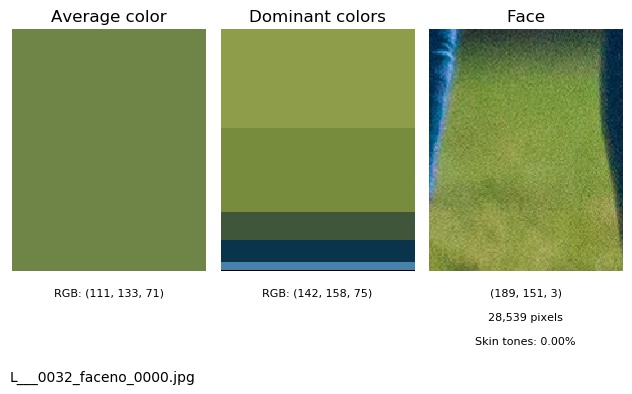 Average color
Dominant colors
Face
RGB: (111, 133, 71)
RGB: (142, 158, 75)
(189, 151, 3)
28,539 pixels
Skin tones: 0.00%
L___0032_faceno_0000.jpg